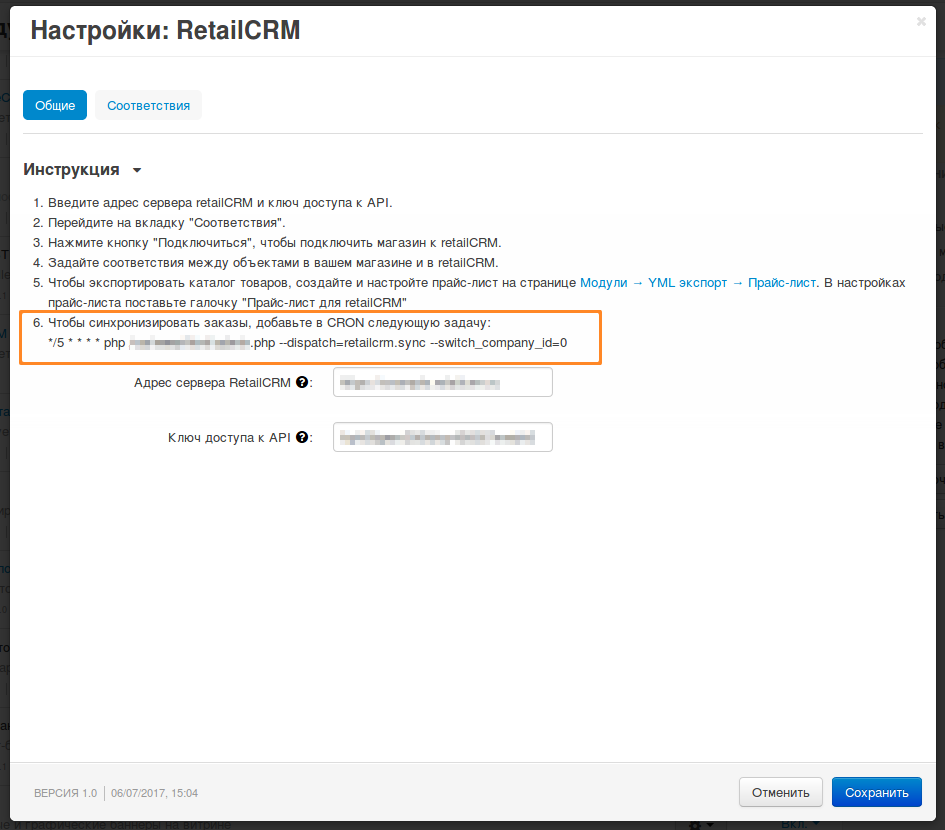 Настройки: RetailCRM
×
Общие
Соответствия
Инструкция
1. Введите адрес сервера retailCRM и ключ доступа к API.
2. Перейдите на вкладку "Соответствия".
3. Нажмите кнопку "Подключиться", чтобы подключить магазин к retailCRM.
4. Задайте соответствия между объектами в вашем магазине и в retailCRM.
5. Чтобы экспортировать каталог товаров, создайте и настройте прайс-лист на странице Модули → YML экспорт → Прайс-лист. В настройках
прайс-листа поставьте галочку "Прайс-лист для retailCRM"
6. Чтобы синхронизировать заказы, добавьте в CRON следующую задачу:
*/5 * * * * php .php --dispatch=retailcrm.sync --switch_company_id=0
Адрес сервера RetailCRM ?:
Ключ доступа к API ?:
ВЕРСИЯ 1.0 | 06/07/2017, 15:04
Отменить
Сохранить